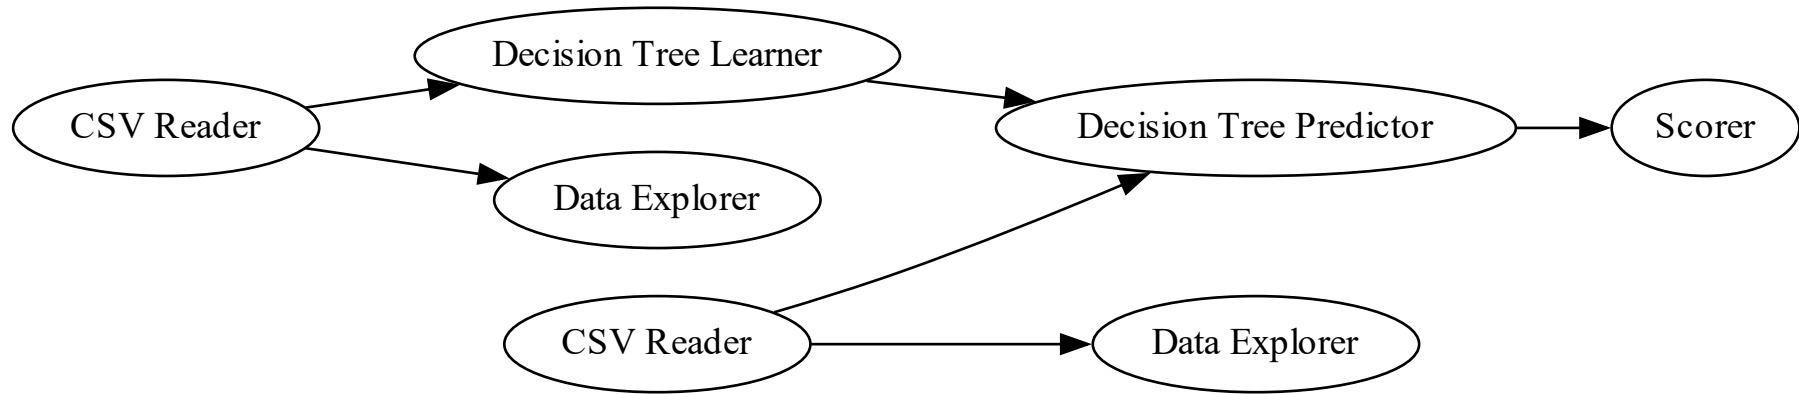 Decision Tree Learner
CSV Reader
Decision Tree Predictor
Scorer
Data Explorer
CSV Reader
Data Explorer